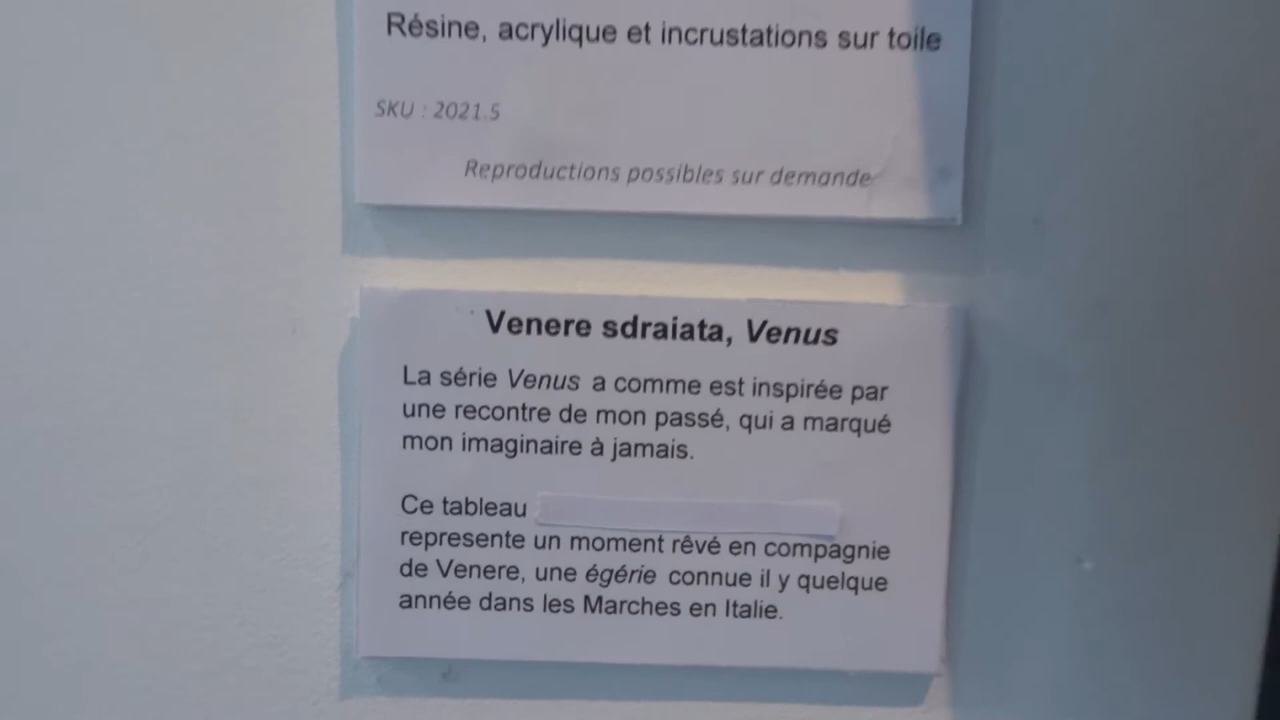 Résine, acrylique et incrustations sur toile
SKU : 2021.5
Reproductions possibles sur demande
Venere sdraiata, Venus
La série Venus a comme est inspirée par
une recontre de mon passé, qui a marqué
mon imaginaire à jamais.
Ce tableau
represente un moment rêvé en compagnie
de Venere, une égérie connue il y quelque
année dans les Marches en Italie.